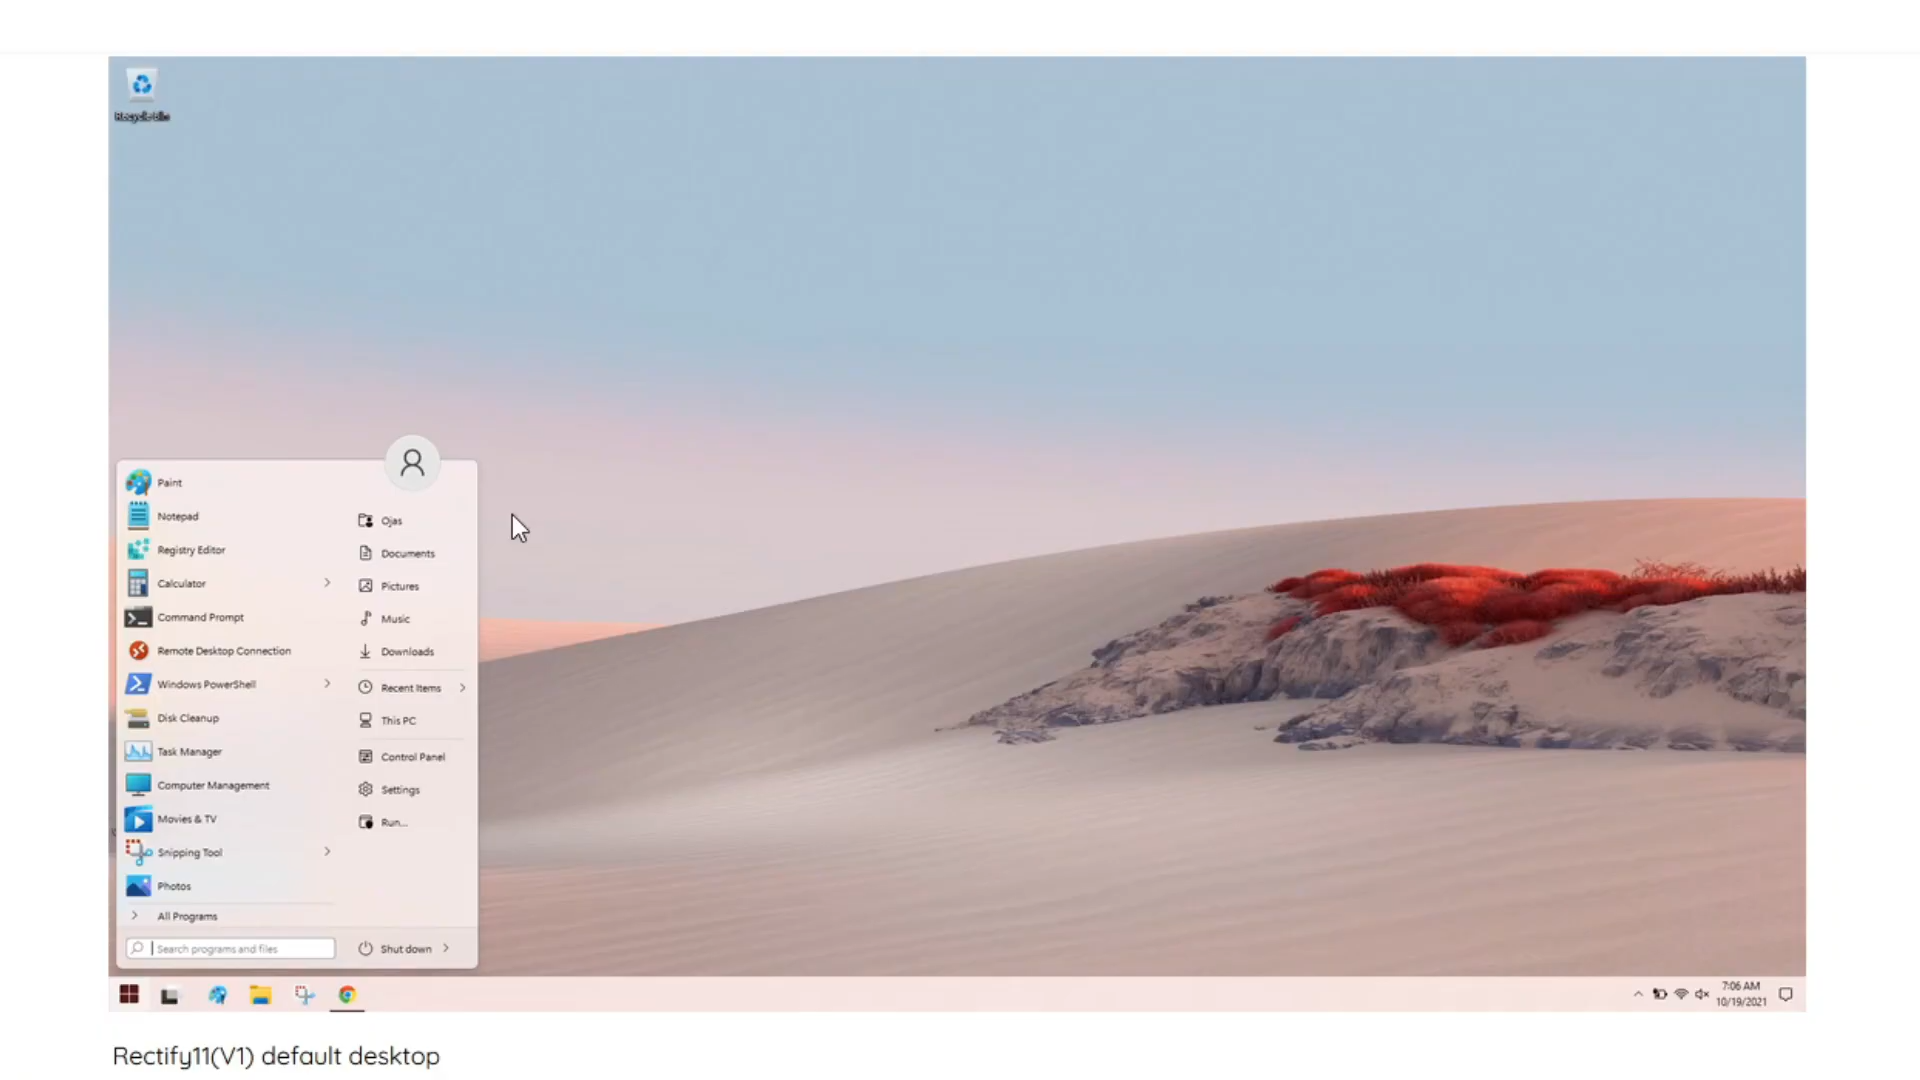 Recycle Bin
Paint
Notepad
Registry Editor
Calculator
Command Prompt
Remote Desktop Connection
Windows PowerShell
Disk Cleanup
Task Manager
Computer Management
Movies & TV
Snipping Tool
Photos
All Programs
Search programs and files
Ojas
Documents
Pictures
Music
Downloads
Recent Items
This PC
Control Panel
Settings
Run...
Shut down
7:06 AM
10/19/2021
Rectify11(V1) default desktop